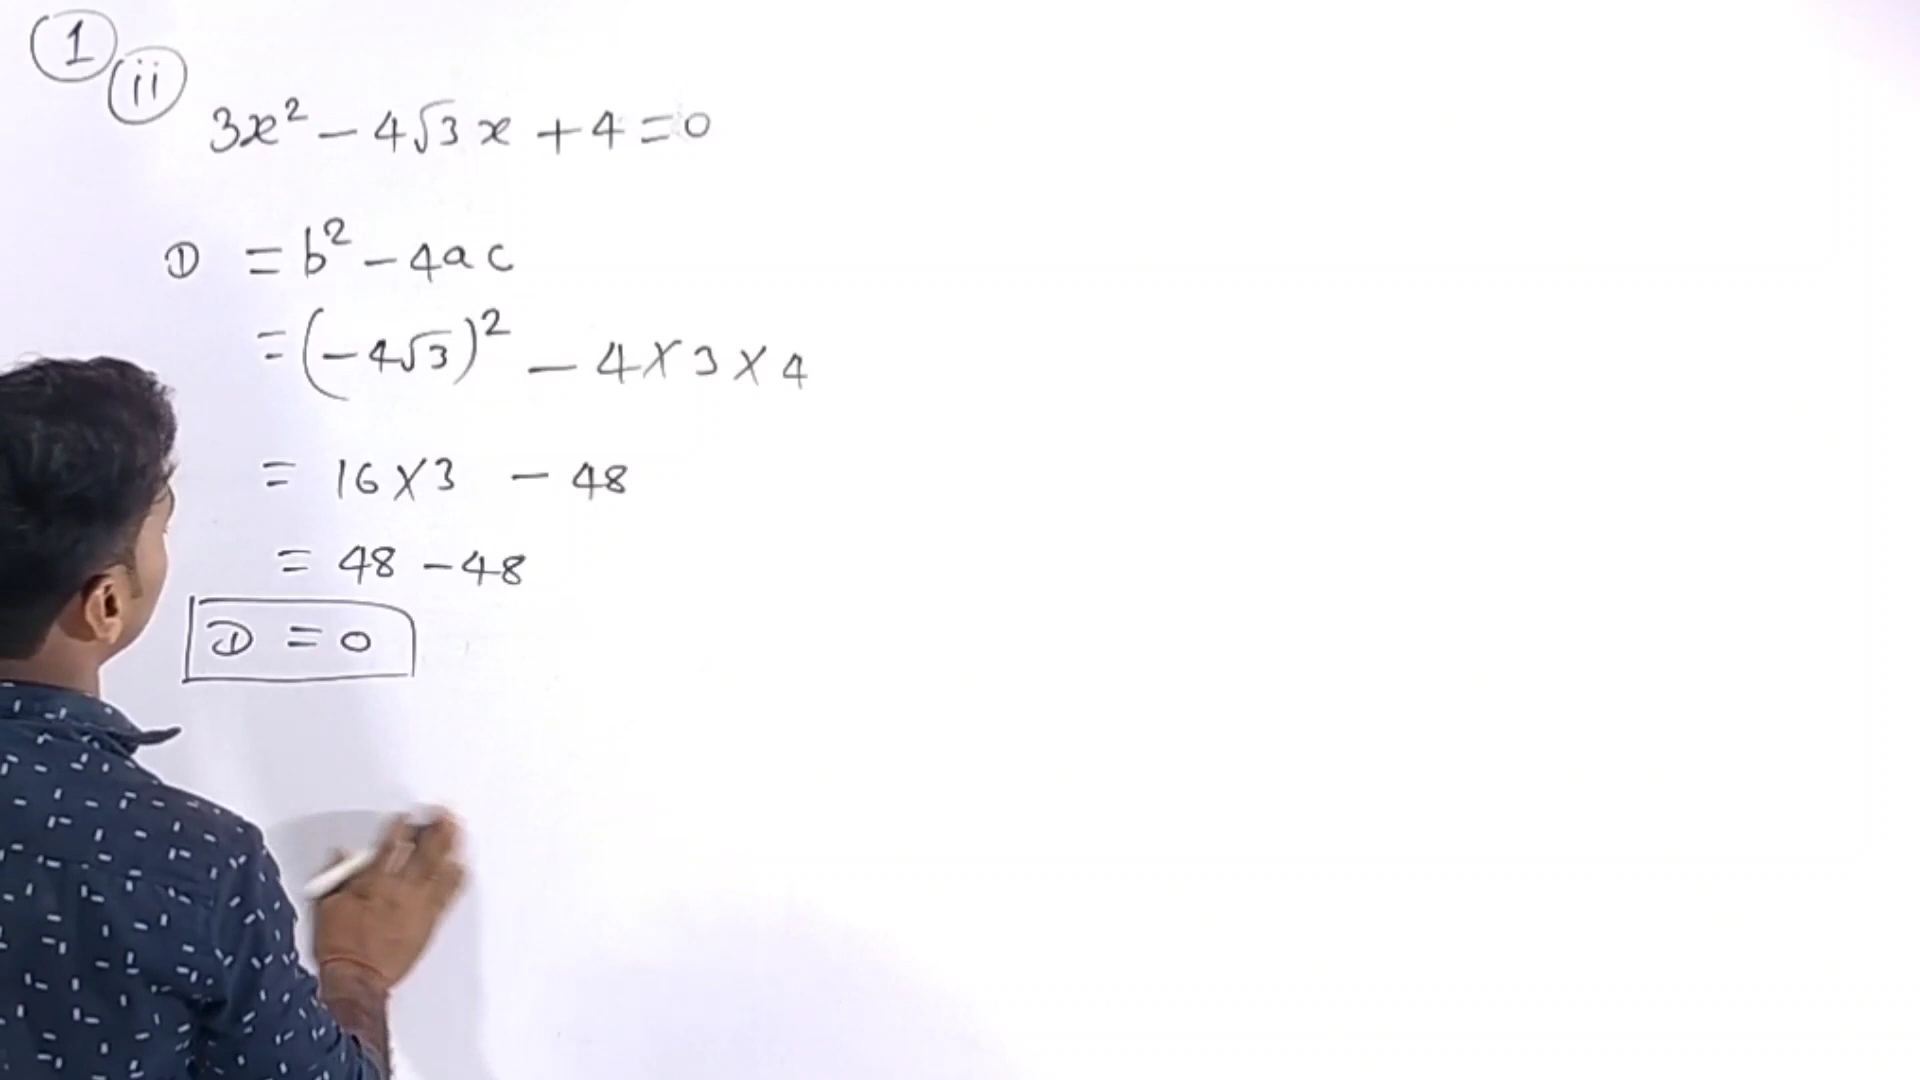 1
ii
3x² - 4√3 x + 4 = 0
D = b² - 4ac
= (-4√3)² - 4 × 3 × 4
= 16 × 3 - 48
= 48 - 48
D = 0